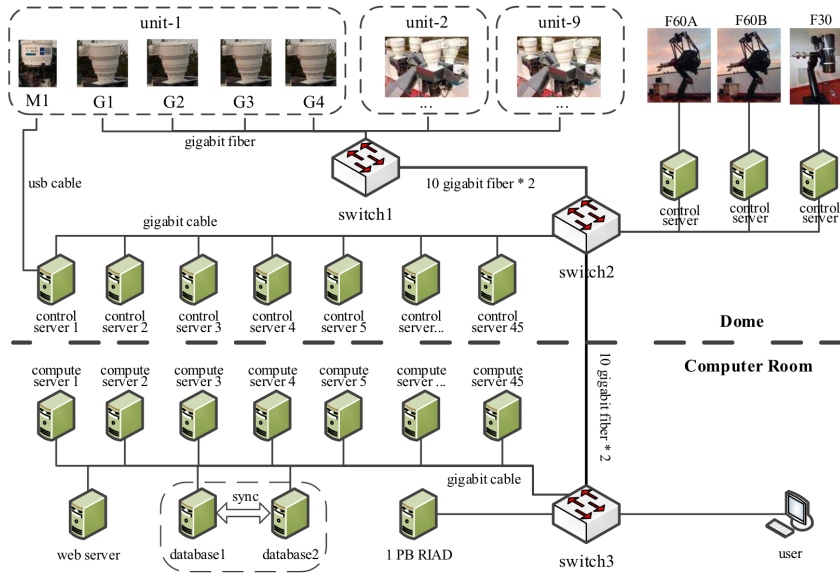 unit-1
unit-2
unit-9
F60A
F60B
F30
M1
G1
G2
G3
G4
...
...
gigabit fiber
usb cable
switch1
10 gigabit fiber * 2
control
server
control
server
control
server
gigabit cable
switch2
control
server 1
control
server 2
control
server 3
control
server 4
control
server 5
control
server...
control
server 45
Dome
Computer Room
10 gigabit fiber * 2
compute
server 1
compute
server 2
compute
server 3
compute
server 4
compute
server 5
compute
server ...
compute
server 45
gigabit cable
sync
web server
database1
database2
1 PB RIAD
switch3
user